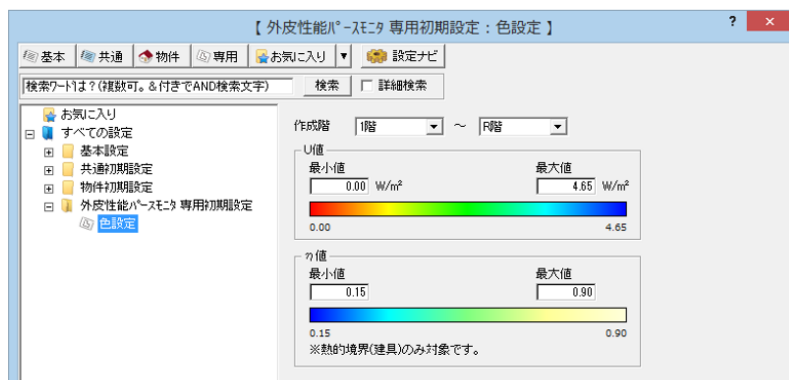 【 外皮性能ﾊﾟｰｽﾓﾆﾀ 専用初期設定：色設定 】 ? x
基本 共通 物件 専用 お気に入り ▼ 設定ナビ
検索ﾜｰﾄﾞは？(複数可。＆付きでAND検索文字) 検索 詳細検索
お気に入り
すべての設定
基本設定
共通初期設定
物件初期設定
外皮性能ﾊﾟｰｽﾓﾆﾀ 専用初期設定
色設定
作成階 1階 ～ R階
U値
最小値 最大値
0.00 W/m² 4.65 W/m²
0.00 4.65
η値
最小値 最大値
0.15 0.90
0.15 0.90
※熱的境界(建具)のみ対象です。